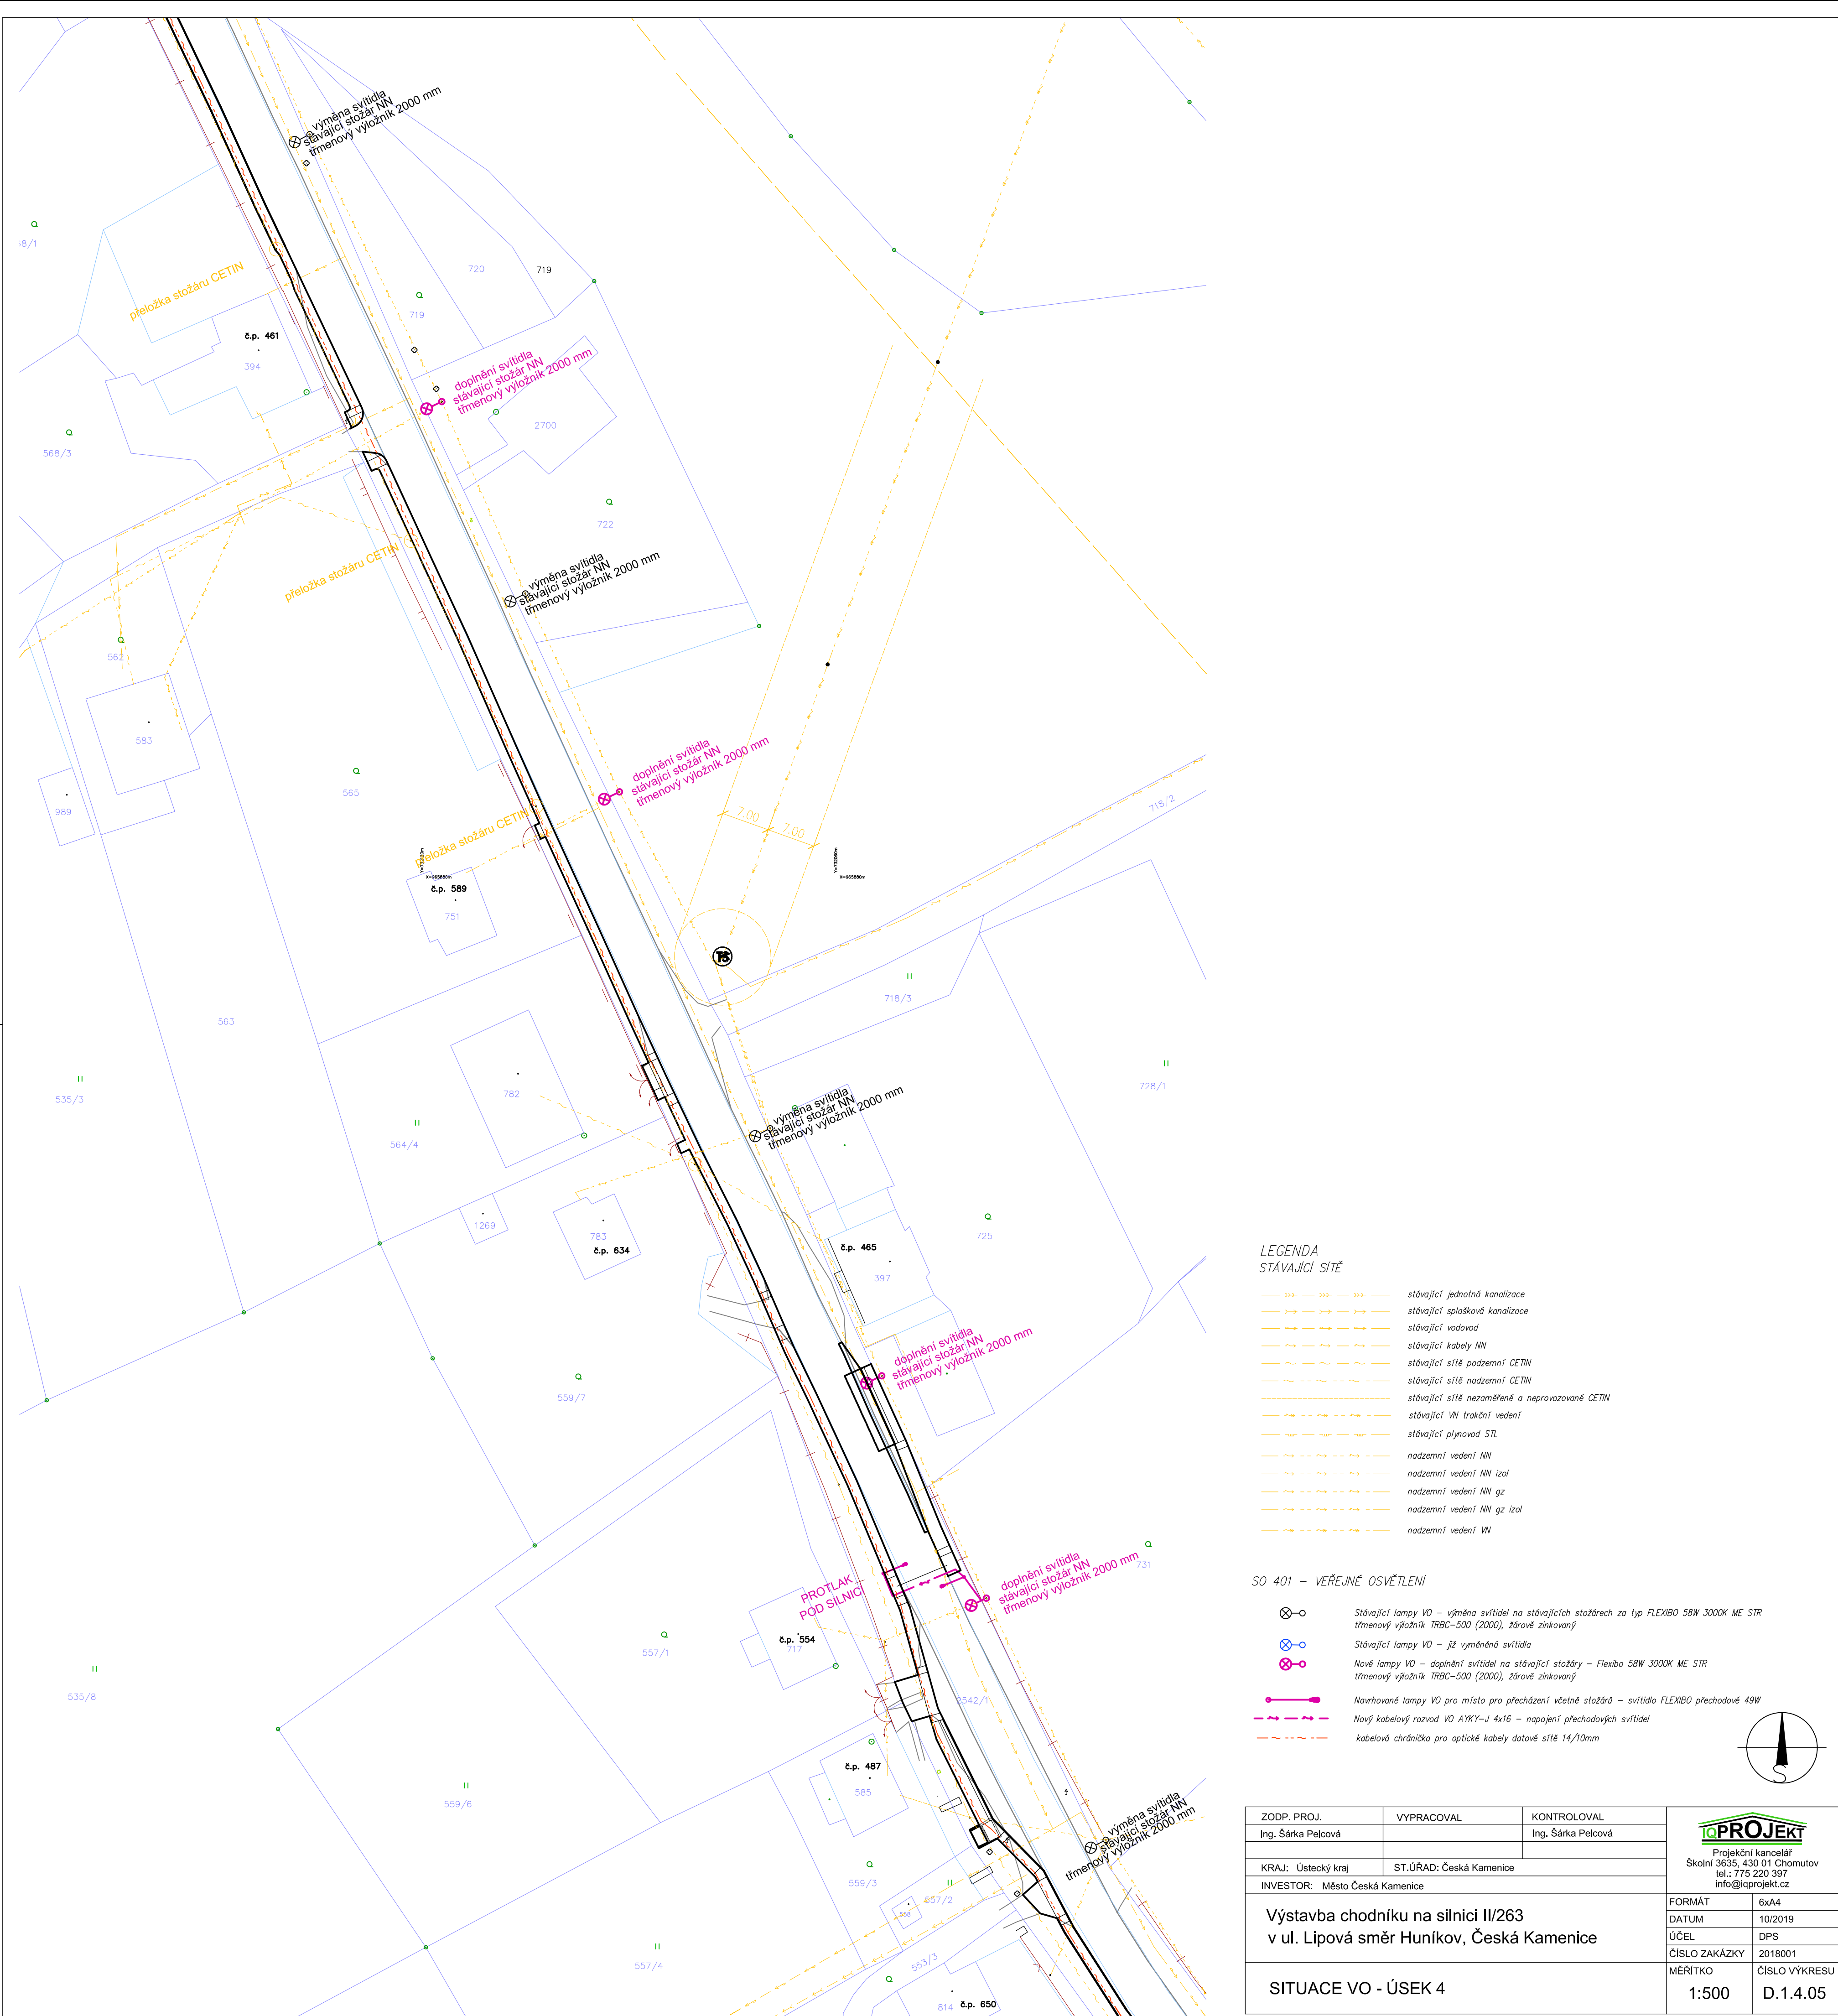 výměna svítidla
stávající stožár NN
třmenový výložník 2000 mm
58/1
přeložka stožáru CETIN
720
719
719
č.p. 461
394
doplnění svítidla
stávající stožár NN
třmenový výložník 2000 mm
2700
568/3
722
přeložka stožáru CETIN
výměna svítidla
stávající stožár NN
třmenový výložník 2000 mm
562
583
doplnění svítidla
stávající stožár NN
třmenový výložník 2000 mm
565
989
7.00
7.00
718/2
přeložka stožáru CETIN
X=965880m
Y=732060m
X=965880m
č.p. 589
751
TS
718/3
563
535/3
782
728/1
564/4
výměna svítidla
stávající stožár NN
třmenový výložník 2000 mm
1269
783
č.p. 634
725
č.p. 465
397
doplnění svítidla
stávající stožár NN
třmenový výložník 2000 mm
559/7
731
PROTLAK
POD SILNICÍ
doplnění svítidla
stávající stožár NN
třmenový výložník 2000 mm
č.p. 554
717
557/1
535/8
2542/1
č.p. 487
585
559/6
výměna svítidla
stávající stožár NN
třmenový výložník 2000 mm
559/3
557/2
558
557/4
553/3
814
č.p. 650
LEGENDA
STÁVAJÍCÍ SÍTĚ
stávající jednotná kanalizace
stávající splašková kanalizace
stávající vodovod
stávající kabely NN
stávající sítě podzemní CETIN
stávající sítě nadzemní CETIN
stávající sítě nezaměřené a neprovozované CETIN
stávající VN trakční vedení
stávající plynovod STL
nadzemní vedení NN
nadzemní vedení NN izol
nadzemní vedení NN gz
nadzemní vedení NN gz izol
nadzemní vedení VN
SO 401 – VEŘEJNÉ OSVĚTLENÍ
Stávající lampy VO – výměna svítidel na stávajících stožárech za typ FLEXIBO 58W 3000K ME STR
třmenový výložník TRBC-500 (2000), žárově zinkovaný
Stávající lampy VO – již vyměněná svítidla
Nové lampy VO – doplnění svítidel na stávající stožáry – Flexibo 58W 3000K ME STR
třmenový výložník TRBC-500 (2000), žárově zinkovaný
Navrhované lampy VO pro místo pro přecházení včetně stožárů – svítidlo FLEXIBO přechodové 49W
Nový kabelový rozvod VO AYKY-J 4x16 – napojení přechodových svítidel
kabelová chránička pro optické kabely datové sítě 14/10mm
S
ZODP. PROJ.
VYPRACOVAL
KONTROLOVAL
Ing. Šárka Pelcová
Ing. Šárka Pelcová
KRAJ: Ústecký kraj
ST.ÚŘAD: Česká Kamenice
INVESTOR: Město Česká Kamenice
IQPROJEKT
Projekční kancelář
Školní 3635, 430 01 Chomutov
tel.: 775 220 397
info@iqprojekt.cz
Výstavba chodníku na silnici II/263
v ul. Lipová směr Huníkov, Česká Kamenice
FORMÁT 6xA4
DATUM 10/2019
ÚČEL DPS
ČÍSLO ZAKÁZKY 2018001
MĚŘÍTKO
ČÍSLO VÝKRESU
SITUACE VO - ÚSEK 4
1:500
D.1.4.05